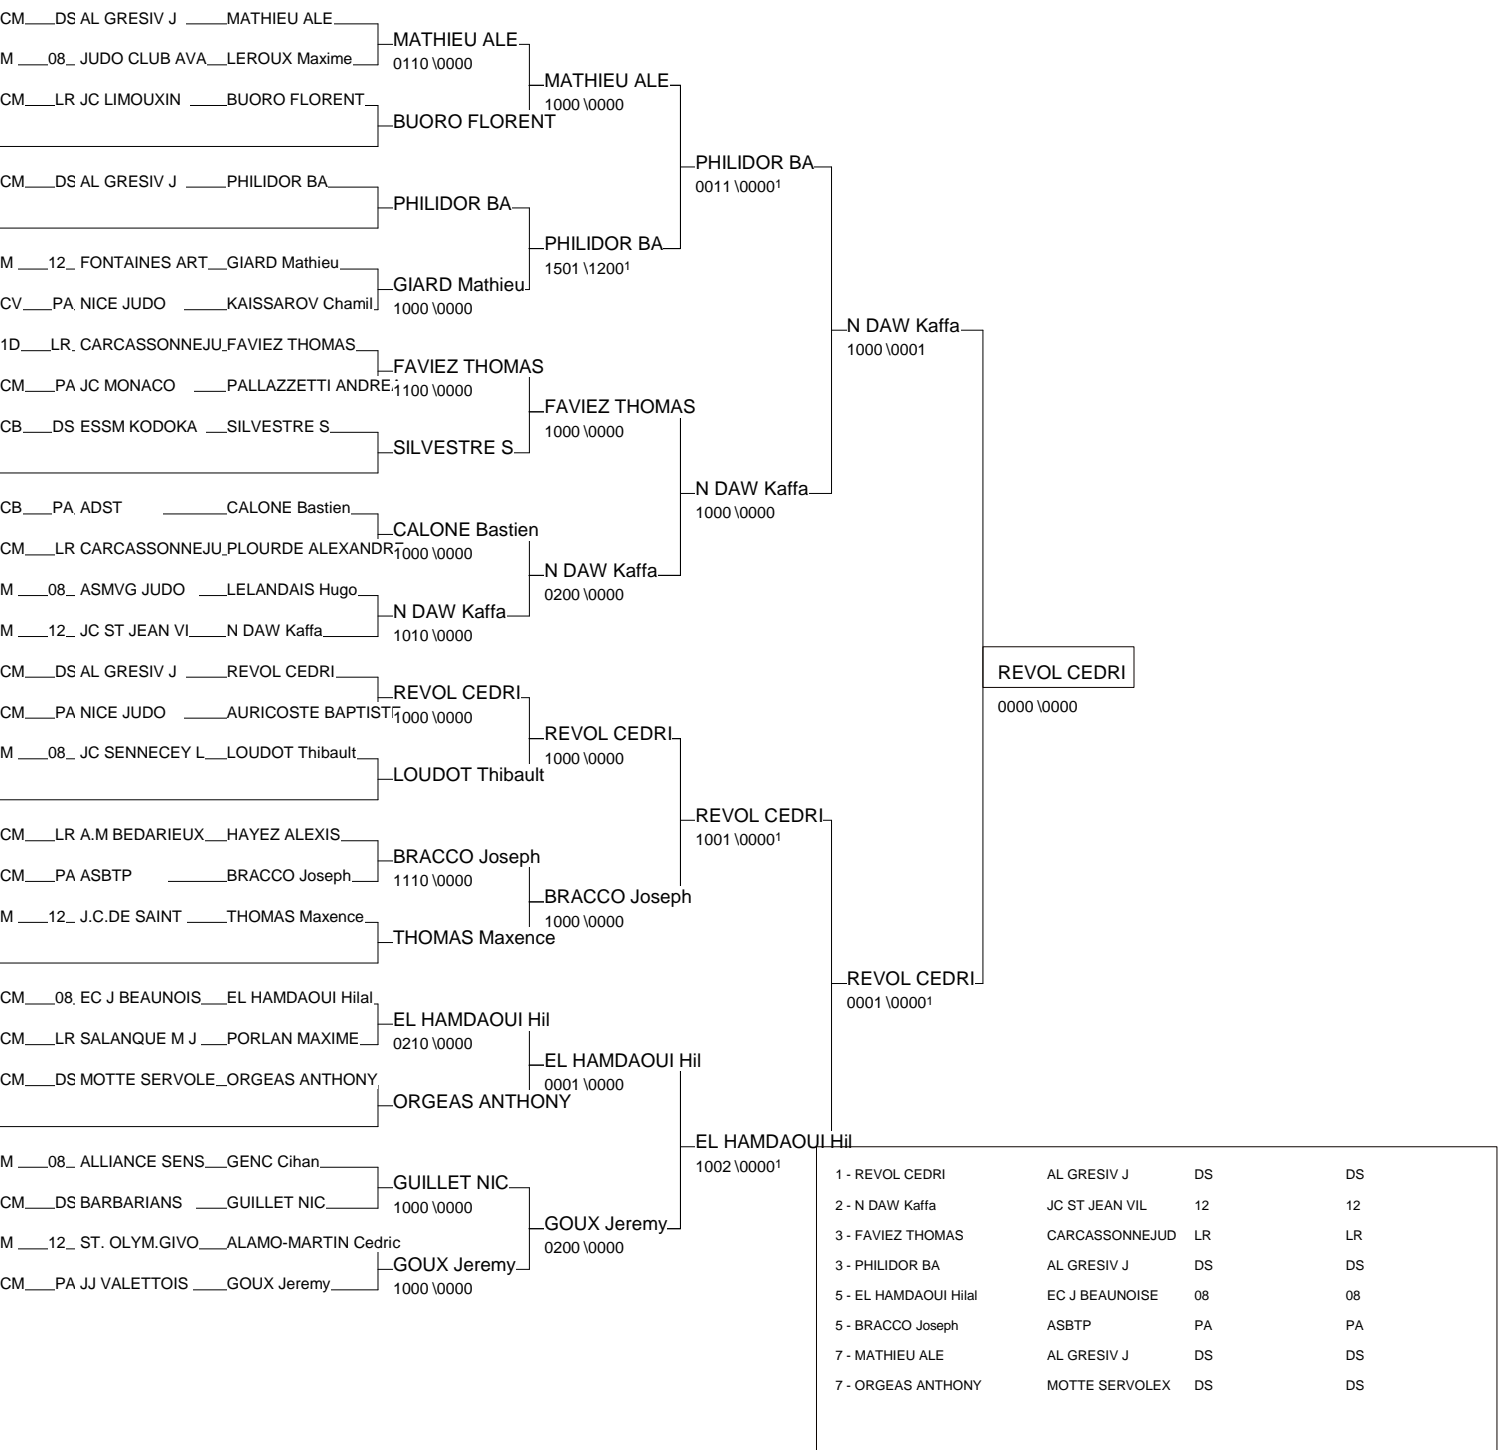 CM DS AL GRESIV J MATHIEU ALE
MATHIEU ALE
M 08 JUDO CLUB AVA LEROUX Maxime
0110 \0000
MATHIEU ALE
CM LR JC LIMOUXIN BUORO FLORENT
1000 \0000
BUORO FLORENT
PHILIDOR BA
0011 \0000¹
CM DS AL GRESIV J PHILIDOR BA
PHILIDOR BA
PHILIDOR BA
1501 \1200¹
M 12 FONTAINES ART GIARD Mathieu
GIARD Mathieu
CV PA NICE JUDO KAISSAROV Chamil
1000 \0000
N DAW Kaffa
1000 \0001
1D LR CARCASSONNEJU FAVIEZ THOMAS
FAVIEZ THOMAS
CM PA JC MONACO PALLAZZETTI ANDRE
1100 \0000
FAVIEZ THOMAS
1000 \0000
CB DS ESSM KODOKA SILVESTRE S
SILVESTRE S
N DAW Kaffa
1000 \0000
CB PA ADST CALONE Bastien
CALONE Bastien
CM LR CARCASSONNEJU PLOURDE ALEXANDR
1000 \0000
N DAW Kaffa
0200 \0000
M 08 ASMVG JUDO LELANDAIS Hugo
N DAW Kaffa
M 12 JC ST JEAN VI N DAW Kaffa
1010 \0000
REVOL CEDRI
0000 \0000
CM DS AL GRESIV J REVOL CEDRI
REVOL CEDRI
CM PA NICE JUDO AURICOSTE BAPTIST
1000 \0000
REVOL CEDRI
1000 \0000
M 08 JC SENNECEY L LOUDOT Thibault
LOUDOT Thibault
REVOL CEDRI
1001 \0000¹
CM LR A.M BEDARIEUX HAYEZ ALEXIS
BRACCO Joseph
CM PA ASBTP BRACCO Joseph
1110 \0000
BRACCO Joseph
1000 \0000
M 12 J.C.DE SAINT THOMAS Maxence
THOMAS Maxence
REVOL CEDRI
0001 \0000¹
CM 08 EC J BEAUNOIS EL HAMDAOUI Hilal
EL HAMDAOUI Hil
CM LR SALANQUE M J PORLAN MAXIME
0210 \0000
EL HAMDAOUI Hil
0001 \0000
CM DS MOTTE SERVOLE ORGEAS ANTHONY
ORGEAS ANTHONY
EL HAMDAOUI Hil
1002 \0000¹
M 08 ALLIANCE SENS GENC Cihan
GUILLET NIC
CM DS BARBARIANS GUILLET NIC
1000 \0000
GOUX Jeremy
0200 \0000
M 12 ST. OLYM.GIVO ALAMO-MARTIN Cedric
GOUX Jeremy
CM PA JJ VALETTOIS GOUX Jeremy
1000 \0000
1 - REVOL CEDRI AL GRESIV J DS DS
2 - N DAW Kaffa JC ST JEAN VIL 12 12
3 - FAVIEZ THOMAS CARCASSONNEJUD LR LR
3 - PHILIDOR BA AL GRESIV J DS DS
5 - EL HAMDAOUI Hilal EC J BEAUNOISE 08 08
5 - BRACCO Joseph ASBTP PA PA
7 - MATHIEU ALE AL GRESIV J DS DS
7 - ORGEAS ANTHONY MOTTE SERVOLEX DS DS